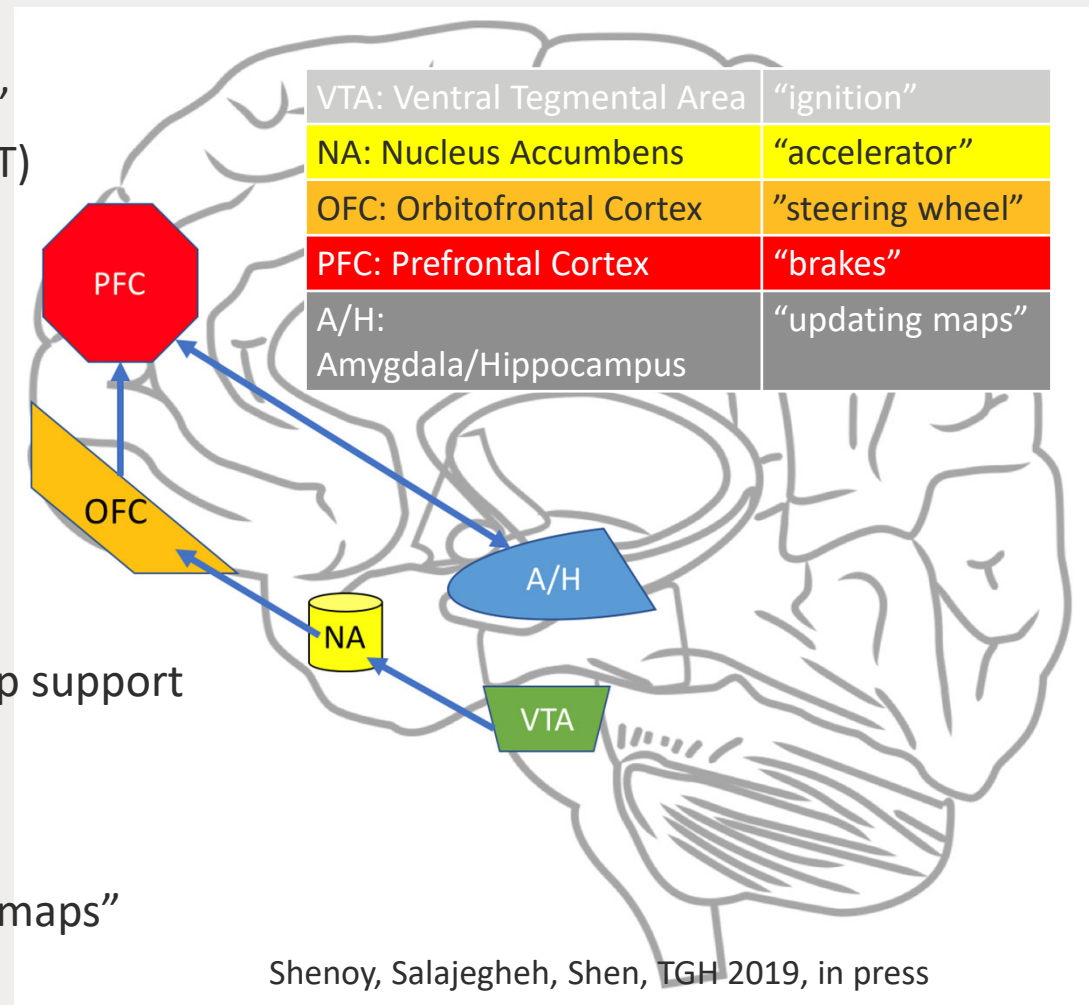 ”
T)
VTA: Ventral Tegmental Area “ignition”
NA: Nucleus Accumbens “accelerator”
OFC: Orbitofrontal Cortex ”steering wheel”
PFC: Prefrontal Cortex “brakes”
A/H: “updating maps”
Amygdala/Hippocampus
PFC
OFC
A/H
NA
VTA
p support
maps”
Shenoy, Salajegheh, Shen, TGH 2019, in press